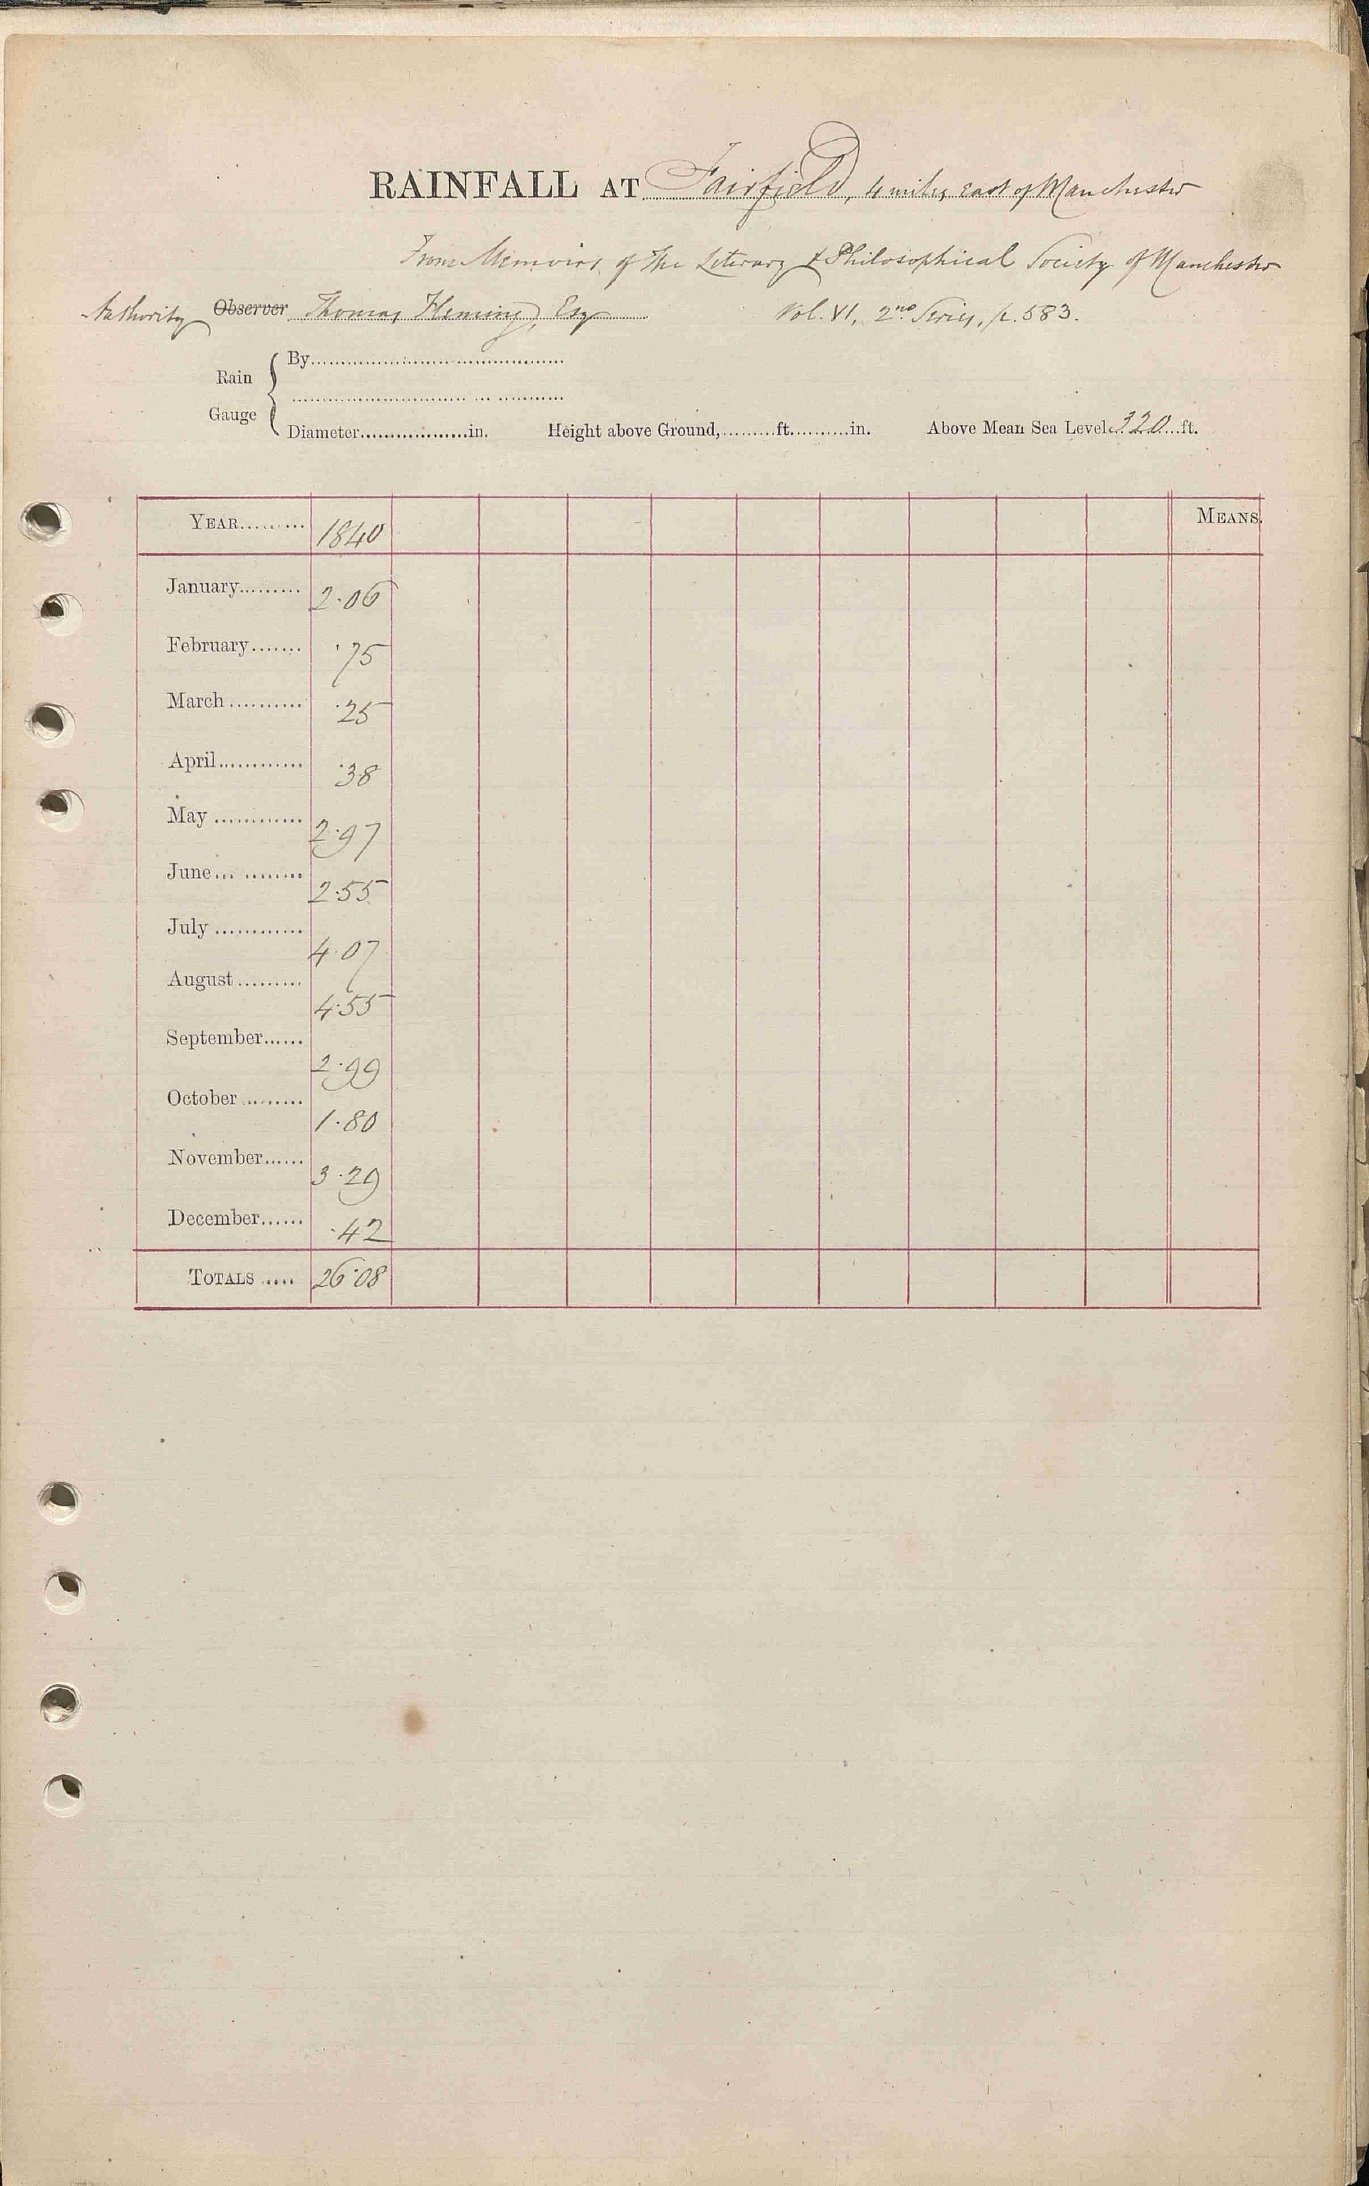 RAINFALL AT Fairfield, 4 miles east of Manchester
From Memoirs of the Literary & Philosophical Society of Manchester
Authority Observer Thomas Fleming, Esq Vol. VI, 2nd Series, p. 583.
Rain Gauge
By
Diameter in. Height above Ground, ft. in. Above Mean Sea Level 320 ft.
YEAR 1840 MEANS.
January 2.06
February .75
March .25
April .38
May 2.97
June 2.55
July 4.07
August 4.55
September 2.99
October 1.80
November 3.29
December .42
TOTALS 26.08